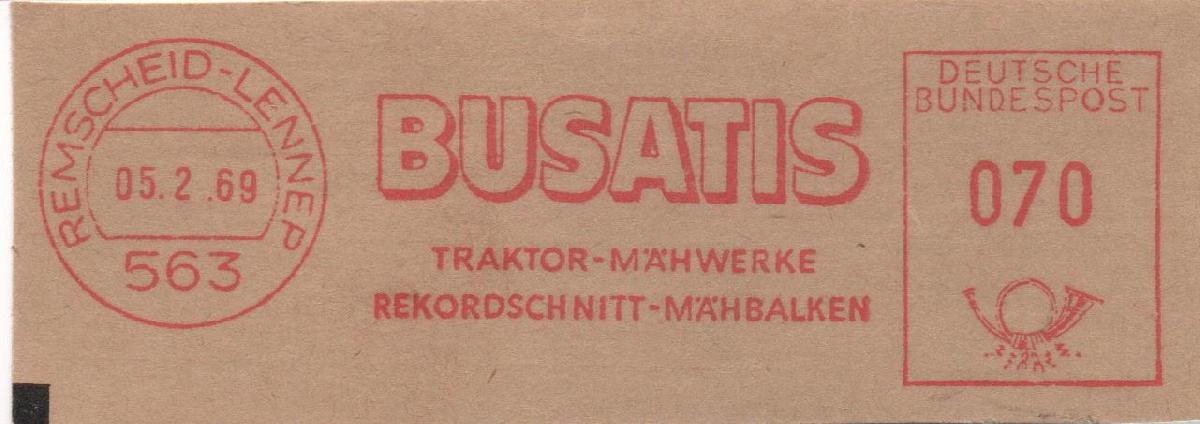 REMSCHEID-LENNEP
05.2.69
563
BUSATIS
TRAKTOR-MÄHWERKE
REKORDSCHNITT-MÄHBALKEN
DEUTSCHE
BUNDESPOST
070